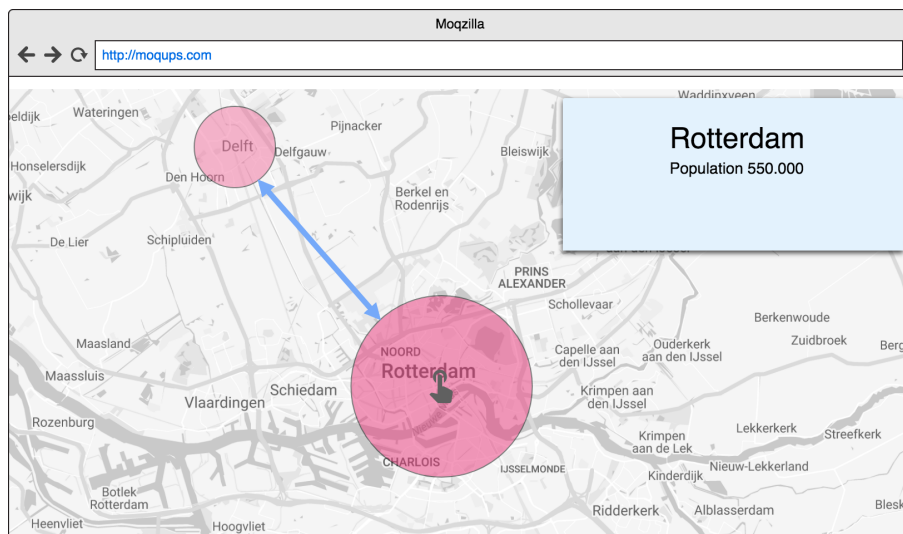 Moqzilla
http://moqups.com
Waddinxveen
Wateringen
Pijnacker
Delft
Delfgauw
Bleiswijk
Rotterdam
Population 550.000
Honselersdijk
Den Hoorn
Berkel en
Rodenrijs
De Lier
Schipluiden
PRINS
ALEXANDER
Schollevaar
Berkenwoude
Zuidbroek
Maasland
NOORD
Rotterdam
Capelle aan
den IJssel
Ouderkerk
aan den IJssel
Maassluis
Schiedam
Vlaardingen
Krimpen aan
den IJssel
Rozenburg
Krimpen
aan de Lek
Lekkerkerk
Streefkerk
CHARLOIS
IJSSELMONDE
Nieuw-Lekkerland
Kinderdijk
Botlek
Rotterdam
Ridderkerk
Alblasserdam
Heenvliet
Hoogvliet